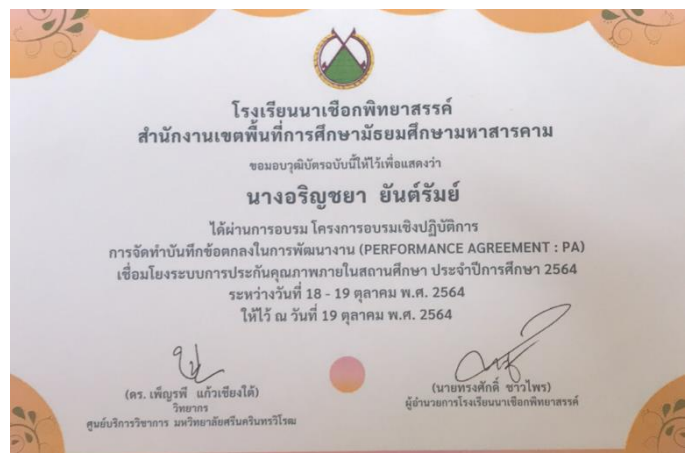 โรงเรียนนาเชือกพิทยาสรรค์
สำนักงานเขตพื้นที่การศึกษามัธยมศึกษามหาสารคาม
ขอมอบวุฒิบัตรฉบับนี้ให้ไว้เพื่อแสดงว่า
นางอริญชยา ยันต์รัมย์
ได้ผ่านการอบรม โครงการอบรมเชิงปฏิบัติการ
การจัดทำบันทึกข้อตกลงในการพัฒนางาน (PERFORMANCE AGREEMENT : PA)
เชื่อมโยงระบบการประกันคุณภาพภายในสถานศึกษา ประจำปีการศึกษา 2564
ระหว่างวันที่ 18 - 19 ตุลาคม พ.ศ. 2564
ให้ไว้ ณ วันที่ 19 ตุลาคม พ.ศ. 2564
(ดร. เพ็ญรพี แก้วเชียงใต้)
วิทยากร
ศูนย์บริการวิชาการ มหวิทยาลัยศรีนครินทรวิโรฒ
(นายทรงศักดิ์ ชาวไพร)
ผู้อำนวยการโรงเรียนนาเชือกพิทยาสรรค์